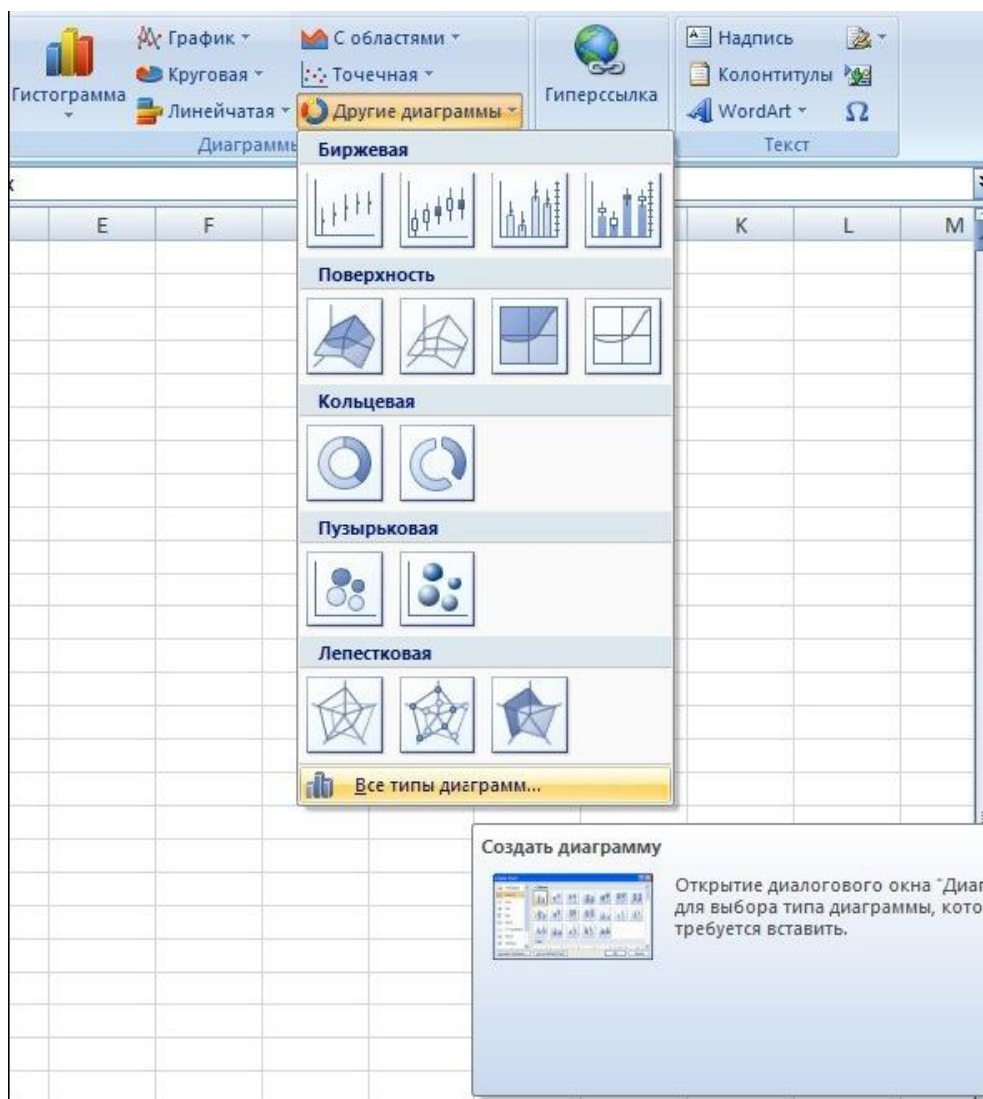 График
С областями
Надпись
Круговая
Точечная
Колонтитулы
Гистограмма
Линейчатая
Другие диаграммы
Гиперссылка
WordArt
Ω
Диаграммы
Текст
Биржевая
E F K L M
Поверхность
Кольцевая
Пузырьковая
Лепестковая
Все типы диаграмм...
Создать диаграмму
Открытие диалогового окна "Диаг
для выбора типа диаграммы, кото
требуется вставить.